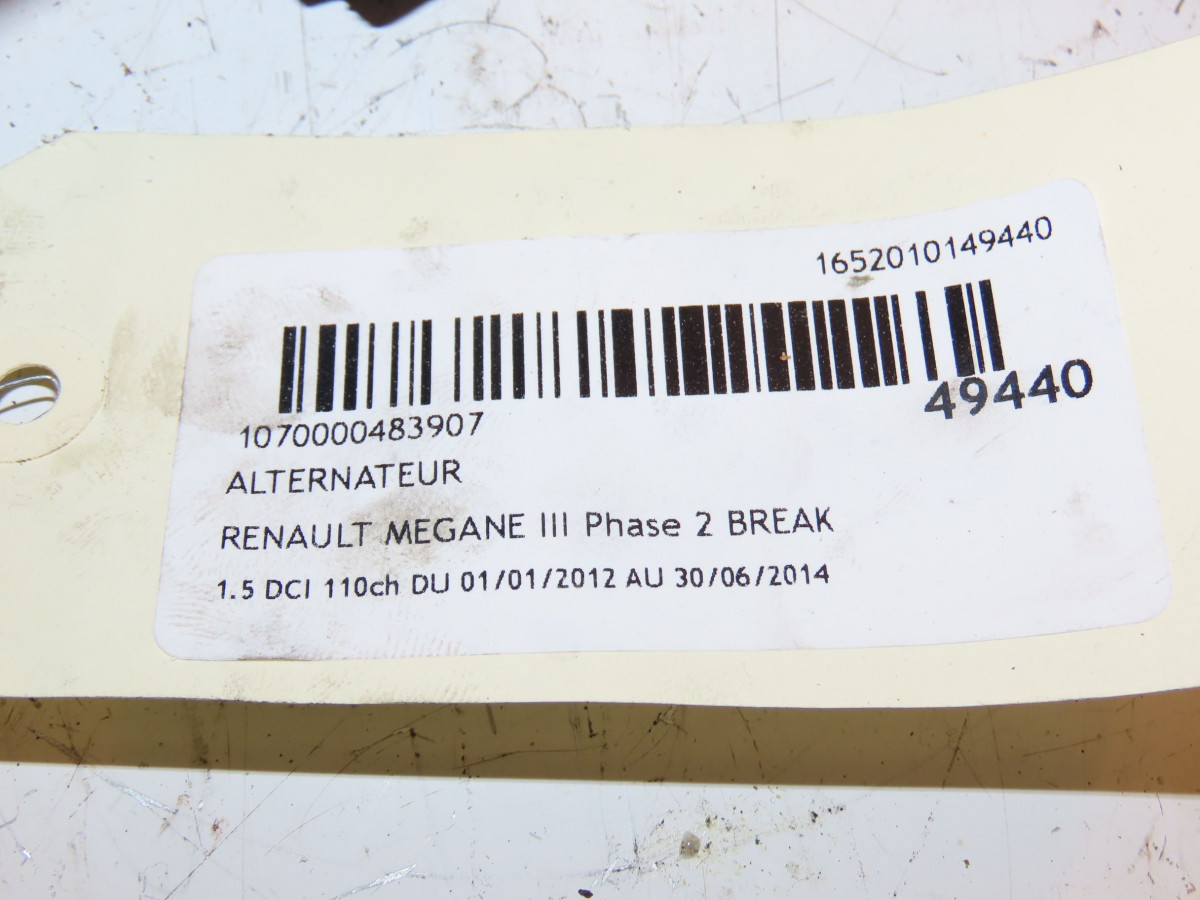 1652010149440
49440
1070000483907
ALTERNATEUR
RENAULT MEGANE III Phase 2 BREAK
1.5 DCI 110ch DU 01/01/2012 AU 30/06/2014